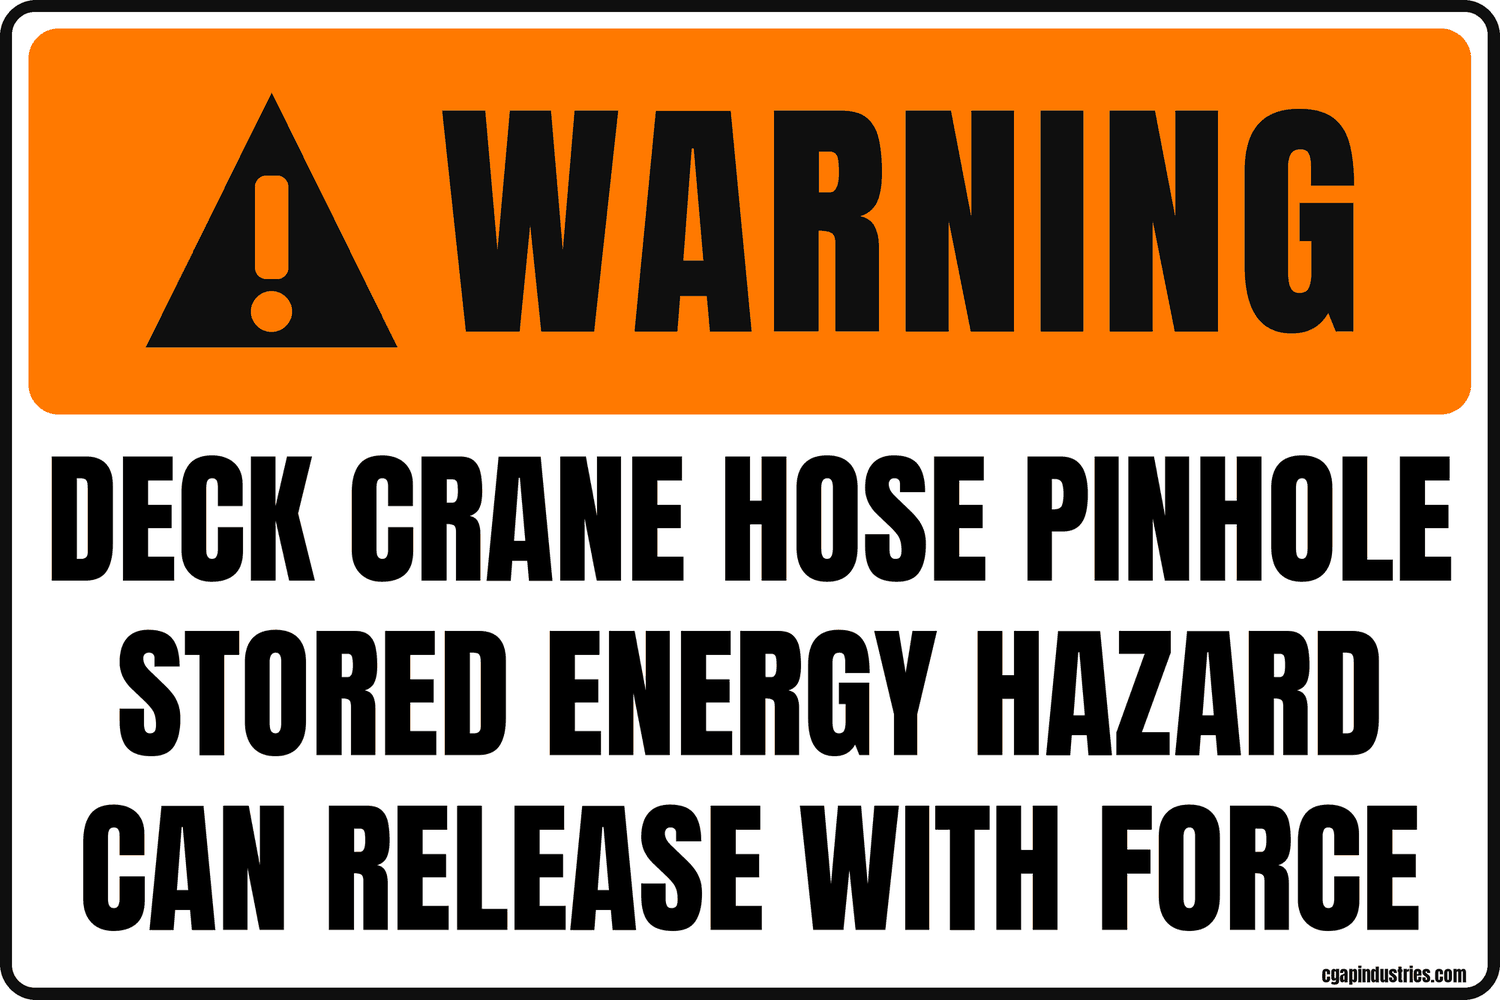 WARNING
DECK CRANE HOSE PINHOLE
STORED ENERGY HAZARD
CAN RELEASE WITH FORCE
cgapindustries.com